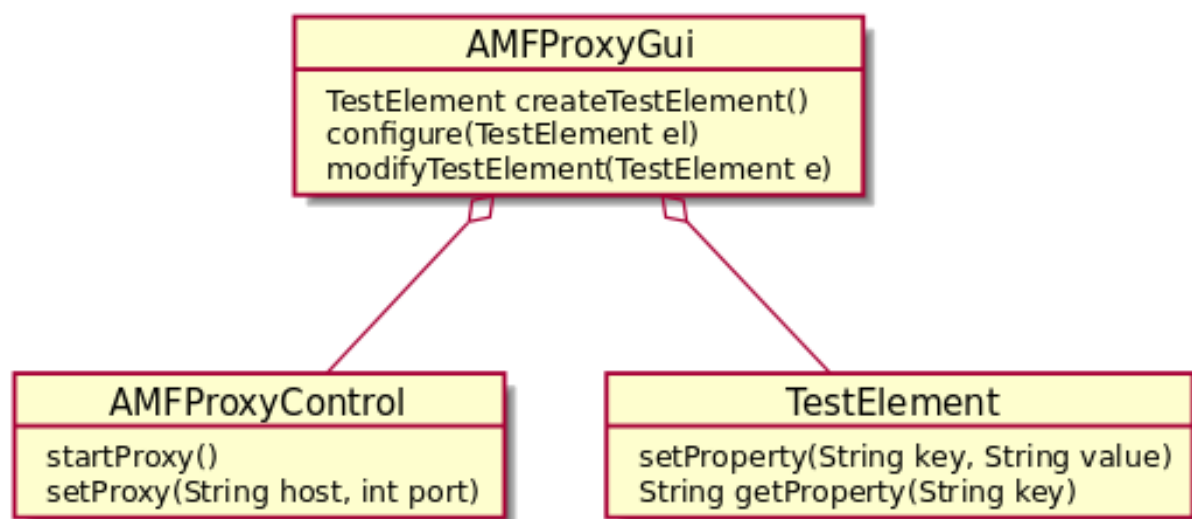 AMFProxyGui
TestElement createTestElement()
configure(TestElement el)
modifyTestElement(TestElement e)
AMFProxyControl
startProxy()
setProxy(String host, int port)
TestElement
setProperty(String key, String value)
String getProperty(String key)